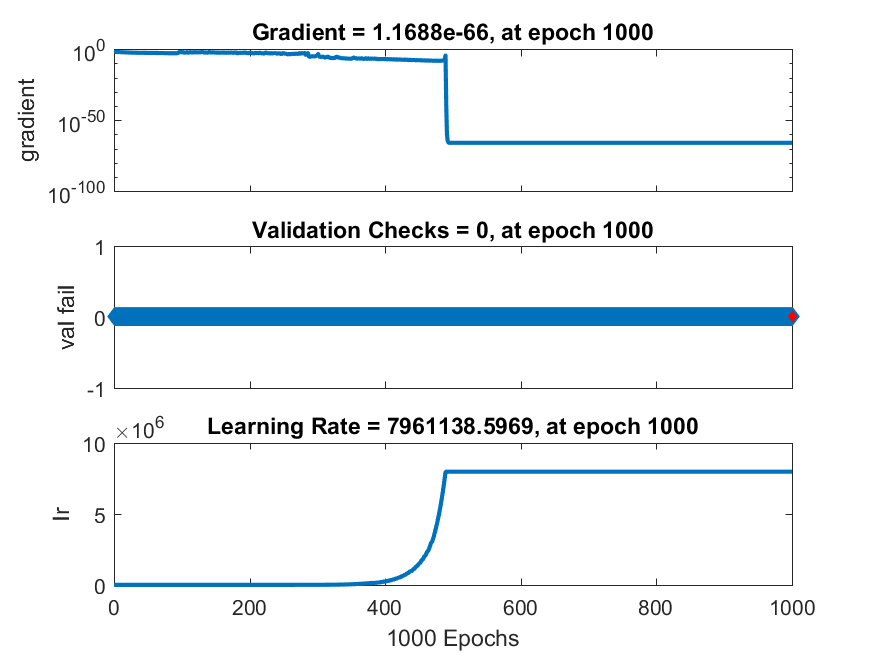 Gradient = 1.1688e-66, at epoch 1000
10^0
10^-50
10^-100
gradient
Validation Checks = 0, at epoch 1000
1
0
-1
val fail
Learning Rate = 7961138.5969, at epoch 1000
×10^6
10
5
0
lr
0 200 400 600 800 1000
1000 Epochs